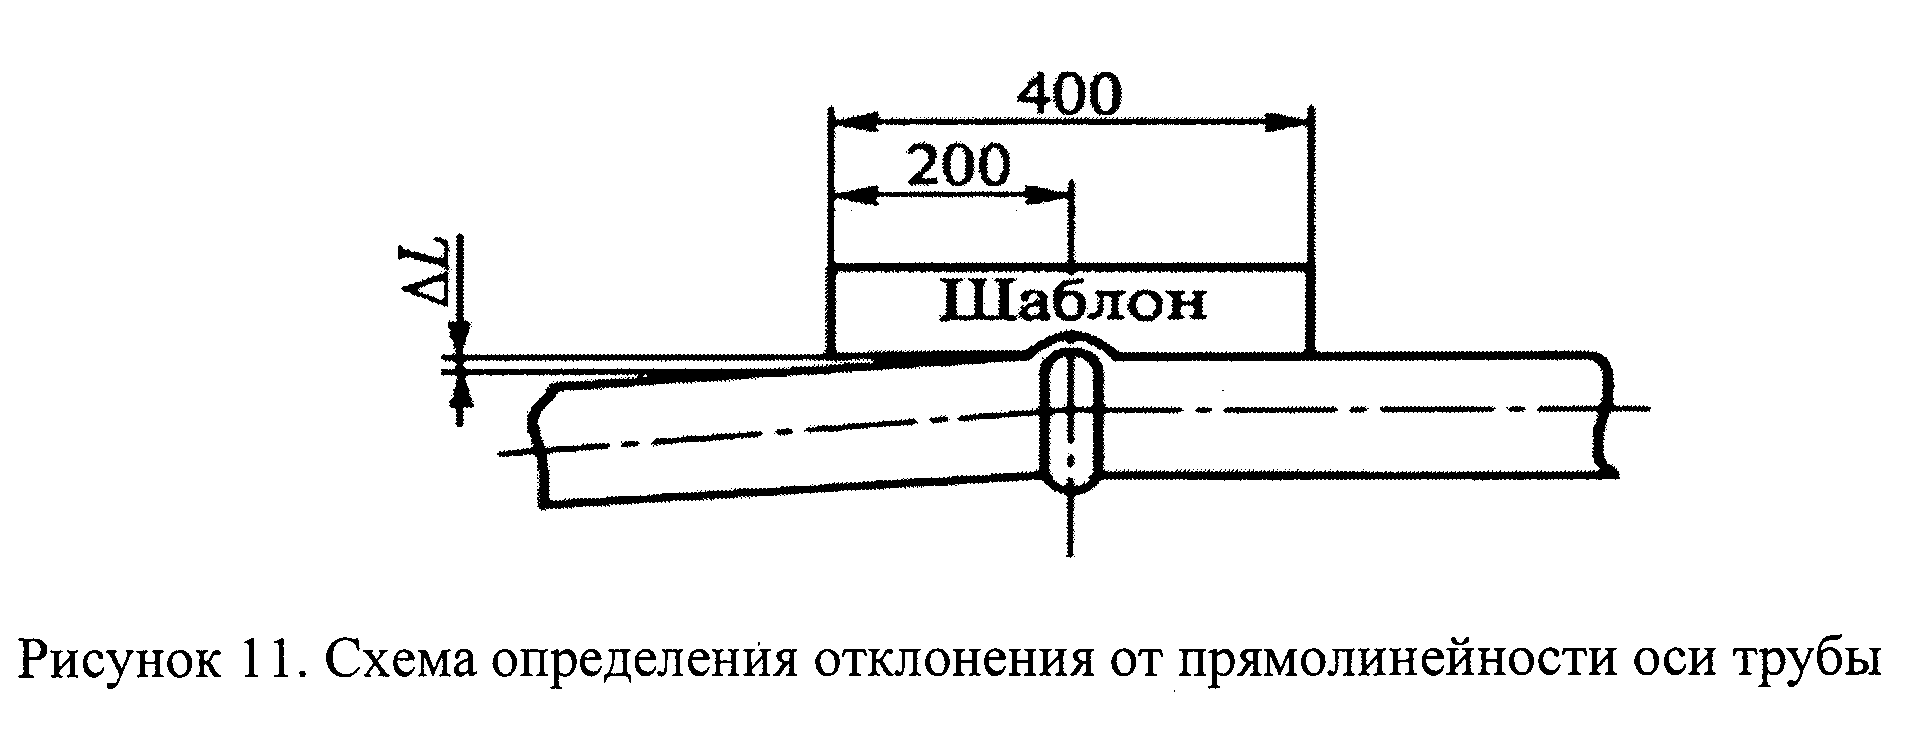 400
200
ΔL
Шаблон
Рисунок 11. Схема определения отклонения от прямолинейности оси трубы